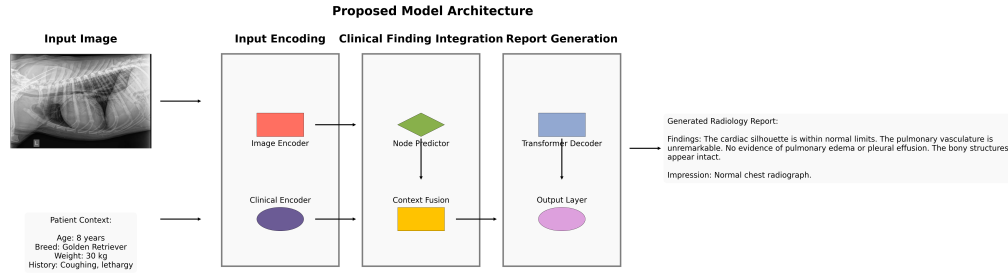 Proposed Model Architecture
Input Image
Input Encoding
Clinical Finding Integration
Report Generation
L
Image Encoder
Node Predictor
Transformer Decoder
Clinical Encoder
Context Fusion
Output Layer
Patient Context:
Age: 8 years
Breed: Golden Retriever
Weight: 30 kg
History: Coughing, lethargy
Generated Radiology Report:
Findings: The cardiac silhouette is within normal limits. The pulmonary vasculature is
unremarkable. No evidence of pulmonary edema or pleural effusion. The bony structures
appear intact.
Impression: Normal chest radiograph.